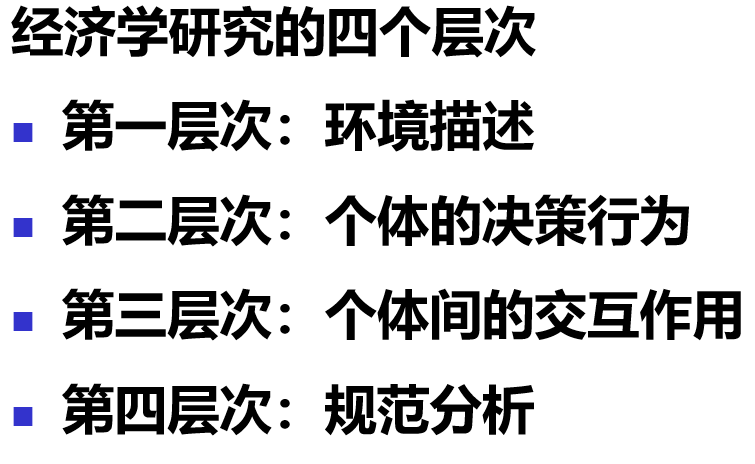 经济学研究的四个层次
第一层次：环境描述
第二层次：个体的决策行为
第三层次：个体间的交互作用
第四层次：规范分析